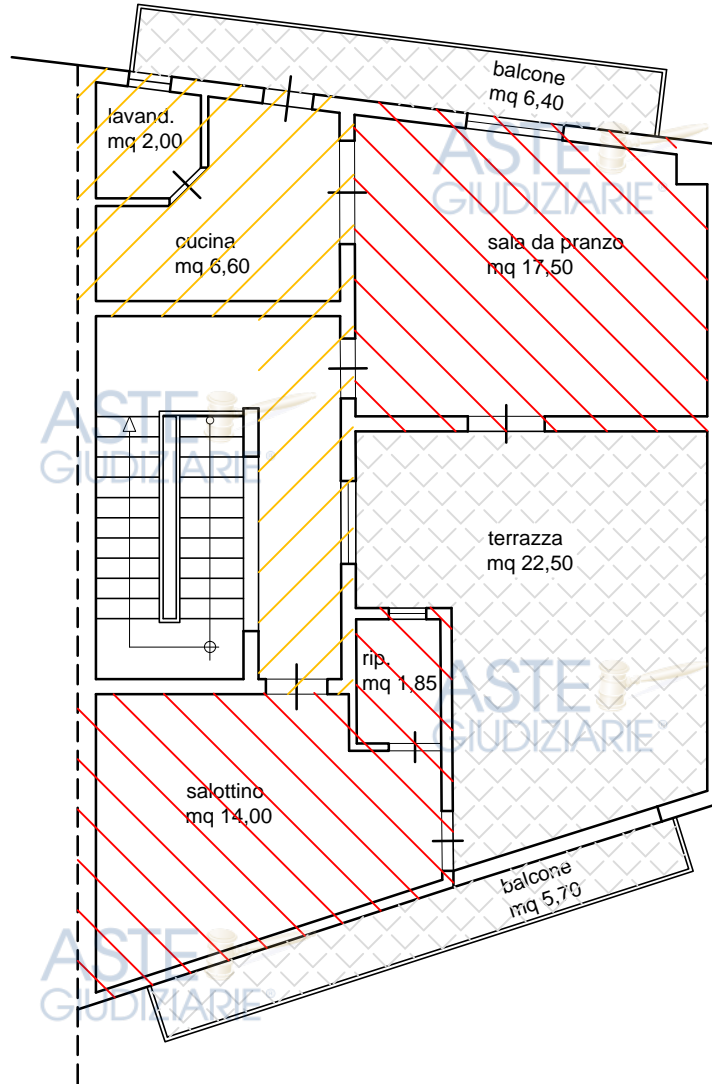 balcone
mq 6,40
lavand.
mq 2,00
ASTE
GIUDIZIARIE®
cucina
mq 6,60
sala da pranzo
mq 17,50
ASTE
GIUDIZIARIE®
terrazza
mq 22,50
rip.
mq 1,85
ASTE
GIUDIZIARIE®
salottino
mq 14,00
balcone
mq 5,70
ASTE
GIUDIZIARIE®